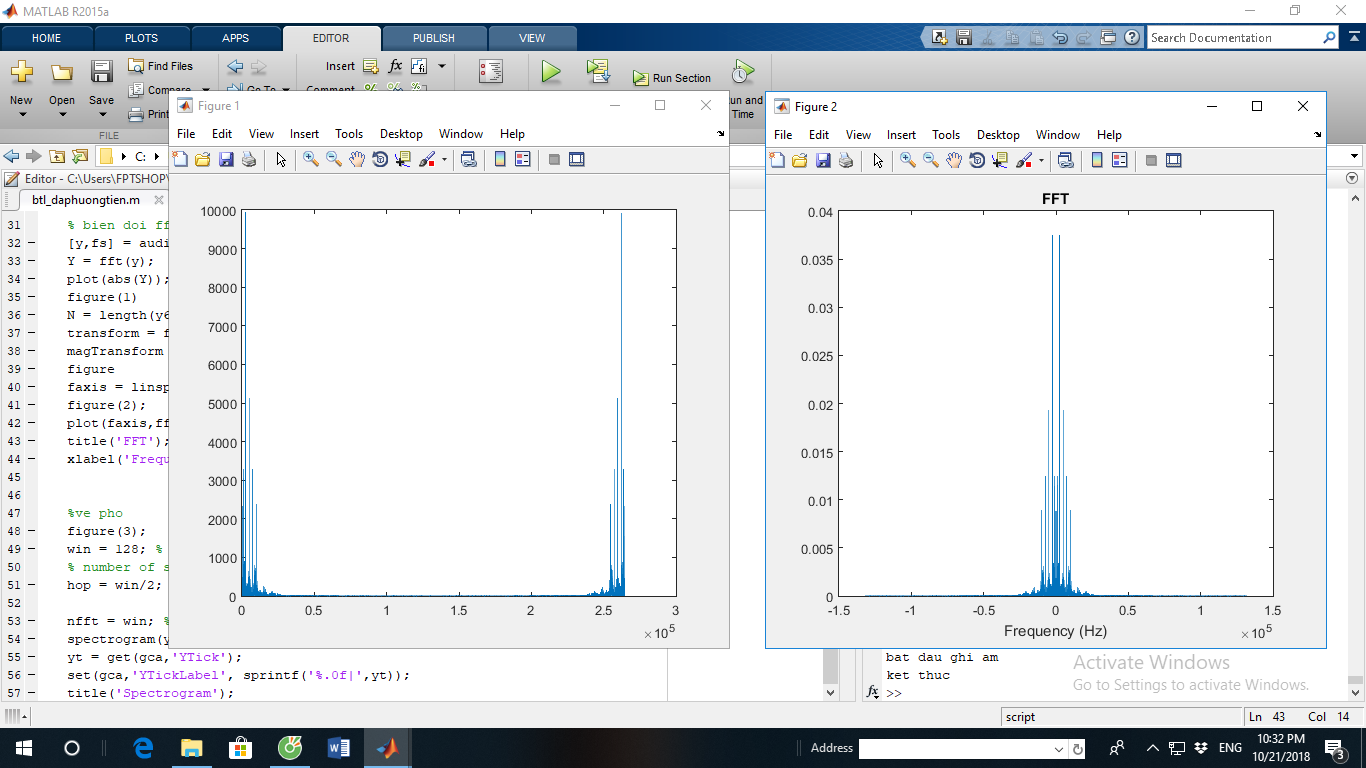 MATLAB R2015a
HOME PLOTS APPS EDITOR PUBLISH VIEW
Search Documentation
Find Files Insert fx
New Open Save Compare Go To Comment Run Section
Print
FILE
Time
C:
Editor - C:\Users\FPTSHOP\
btl_daphuongtien.m
31 % bien doi ff
32 - [y,fs] = audi
33 - Y = fft(y);
34 - plot(abs(Y));
35 - figure(1)
36 - N = length(y6
37 - transform = f
38 - magTransform
39 - figure
40 - faxis = linsp
41 - figure(2);
42 - plot(faxis,ff
43 - title('FFT');
44 - xlabel('Frequ
45
46
47 %ve pho
48 - figure(3);
49 - win = 128; %
50 % number of s
51 - hop = win/2;
52
53 - nfft = win; %
54 - spectrogram(y
55 - yt = get(gca,'YTick');
56 - set(gca,'YTickLabel', sprintf('%.0f|',yt));
57 - title('Spectrogram');
Figure 1
File Edit View Insert Tools Desktop Window Help
10000
9000
8000
7000
6000
5000
4000
3000
2000
1000
0
0 0.5 1 1.5 2 2.5 3
×10^5
Figure 2
File Edit View Insert Tools Desktop Window Help
FFT
0.04
0.035
0.03
0.025
0.02
0.015
0.01
0.005
0
-1.5 -1 -0.5 0 0.5 1 1.5
Frequency (Hz)
×10^5
bat dau ghi am
ket thuc
fx >>
Activate Windows
Go to Settings to activate Windows.
script Ln 43 Col 14
Address ENG 10:32 PM
10/21/2018
3